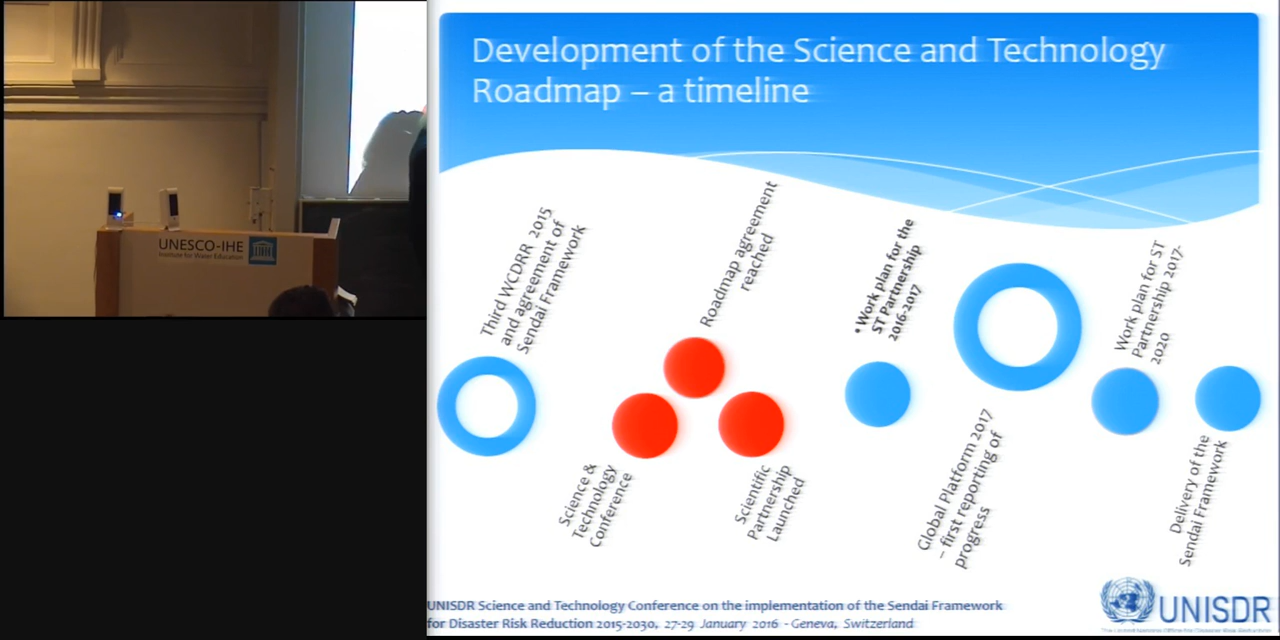 UNESCO-IHE
Institute for Water Education
Development of the Science and Technology
Roadmap – a timeline
Third WCDRR 2015
and agreement of
Sendai Framework
Science &
Technology
Conference
Roadmap agreement
reached
Scientific
Partnership
Launched
•Work plan for the
ST Partnership
2016-2017
Global Platform 2017
– first reporting of
progress
Work plan for ST
Partnership 2017-
2020
Delivery of the
Sendai Framework
UNISDR Science and Technology Conference on the implementation of the Sendai Framework
for Disaster Risk Reduction 2015-2030, 27-29 January 2016 - Geneva, Switzerland
UNISDR